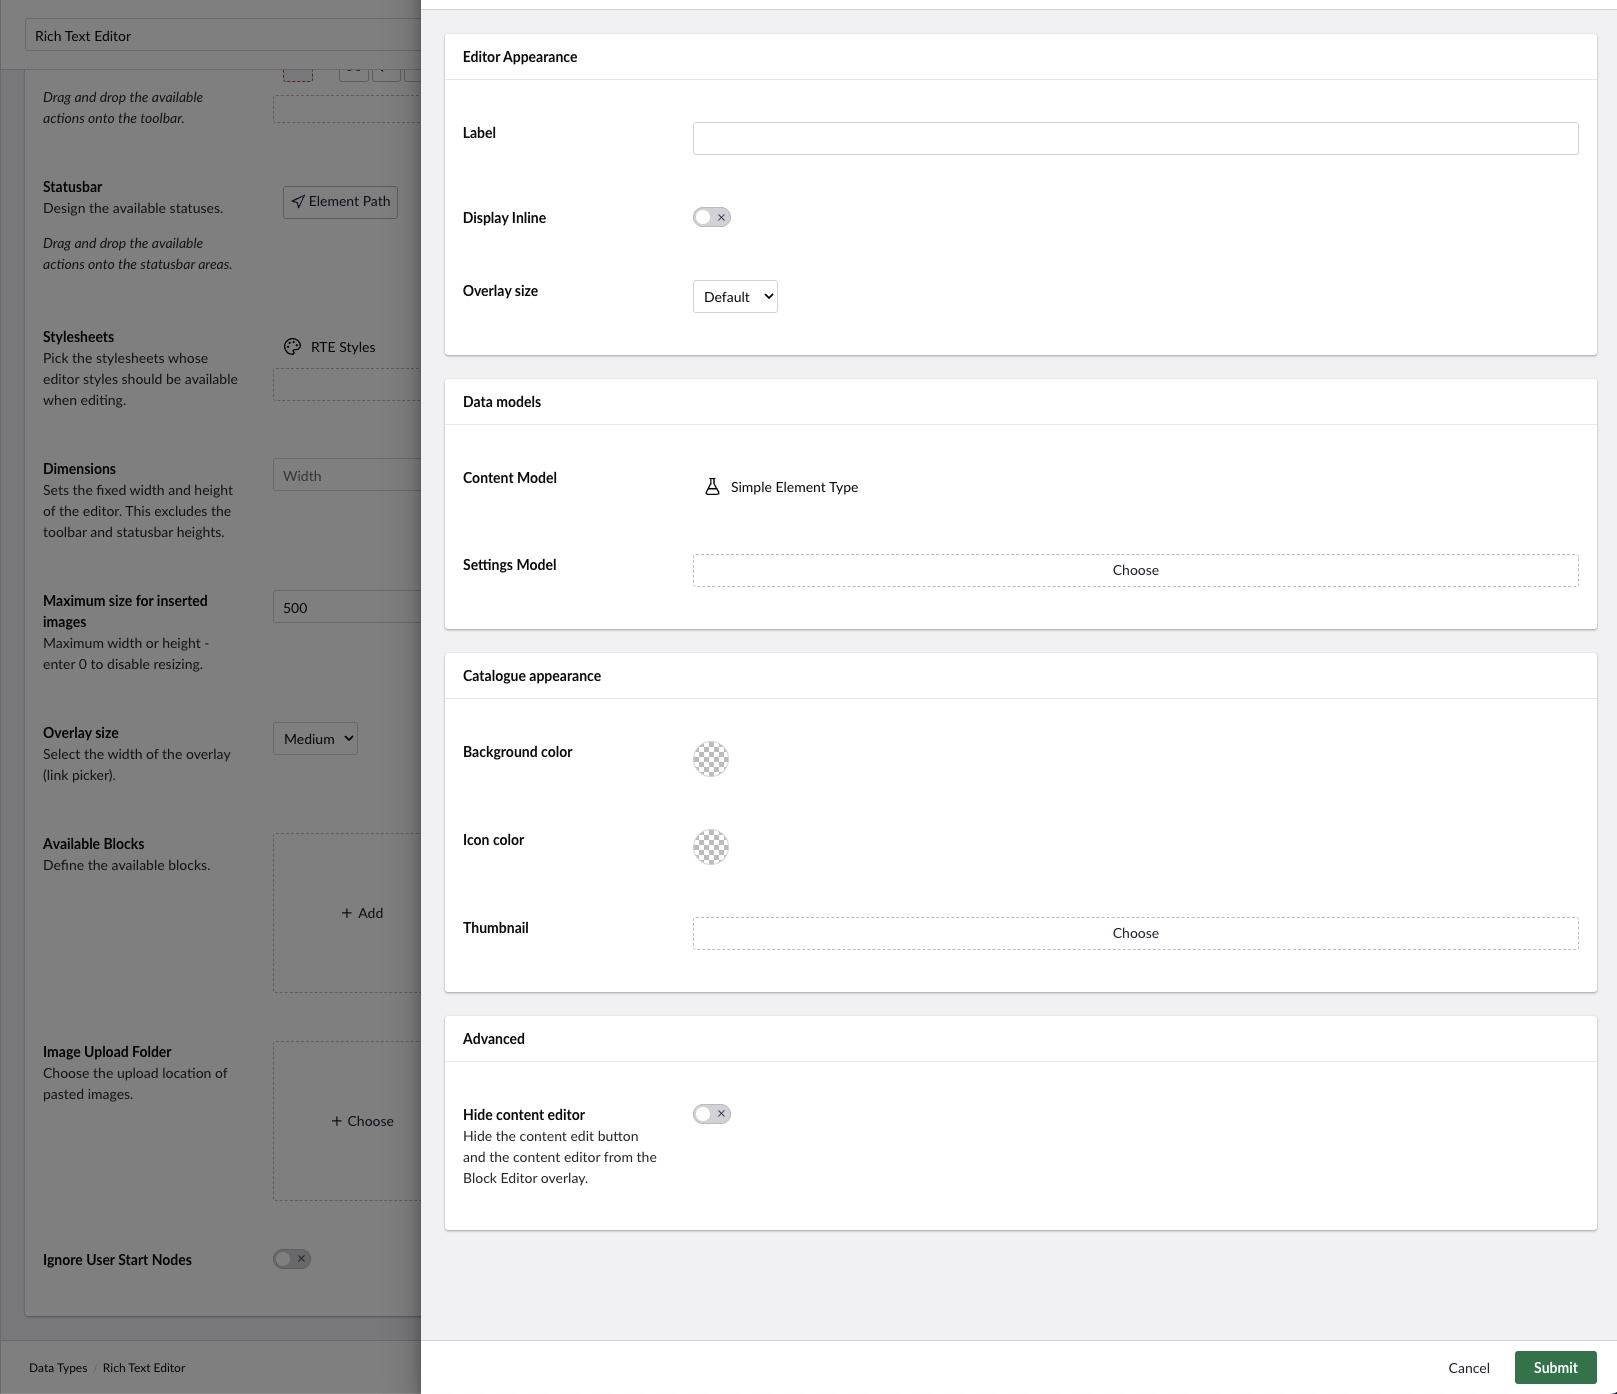 Rich Text Editor
Drag and drop the available
actions onto the toolbar.
Statusbar
Design the available statuses.
Drag and drop the available
actions onto the statusbar areas.
Element Path
Stylesheets
Pick the stylesheets whose
editor styles should be available
when editing.
RTE Styles
Dimensions
Sets the fixed width and height
of the editor. This excludes the
toolbar and statusbar heights.
Width
Maximum size for inserted
images
Maximum width or height -
enter 0 to disable resizing.
500
Overlay size
Select the width of the overlay
(link picker).
Medium
Available Blocks
Define the available blocks.
+ Add
Image Upload Folder
Choose the upload location of
pasted images.
+ Choose
Ignore User Start Nodes
Data Types / Rich Text Editor
Editor Appearance
Label
Display Inline
Overlay size
Default
Data models
Content Model
Simple Element Type
Settings Model
Choose
Catalogue appearance
Background color
Icon color
Thumbnail
Choose
Advanced
Hide content editor
Hide the content edit button
and the content editor from the
Block Editor overlay.
Cancel
Submit